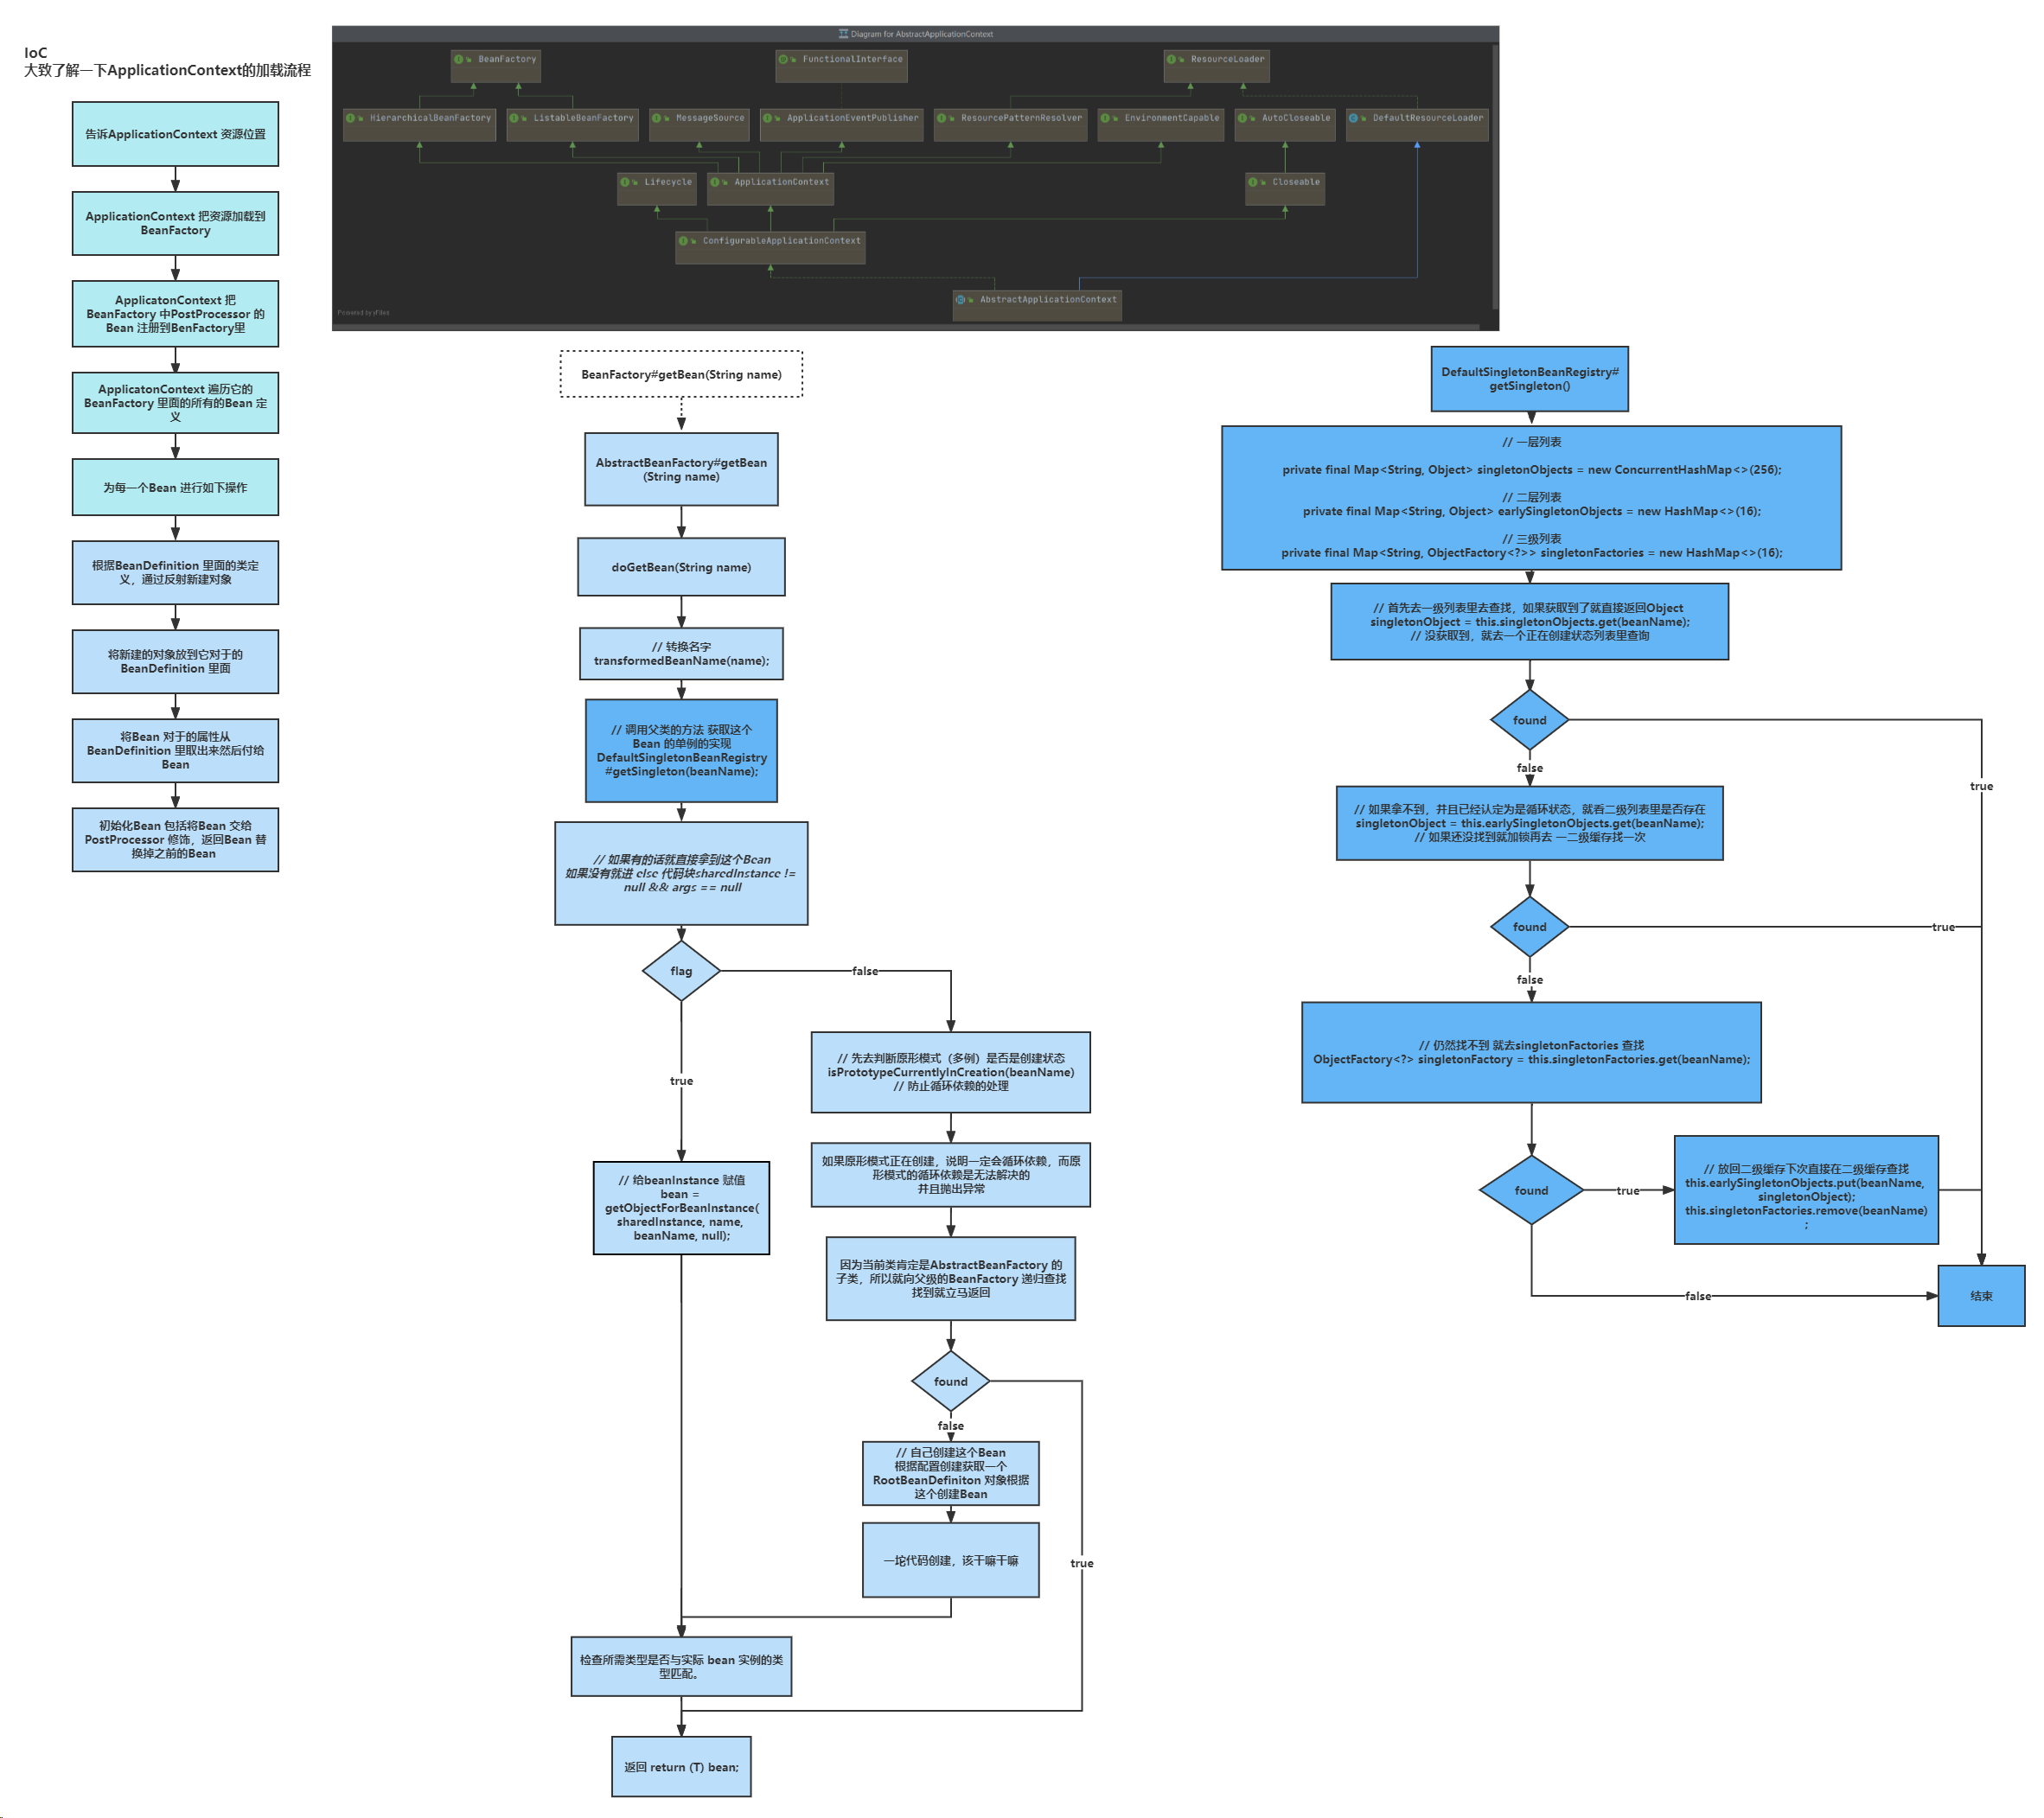 IoC
大致了解一下ApplicationContext的加载流程
告诉ApplicationContext 资源位置
ApplicationContext 把资源加载到
BeanFactory
ApplicatonContext 把
BeanFactory 中PostProcessor 的
Bean 注册到BenFactory里
ApplicatonContext 遍历它的
BeanFactory 里面的所有的Bean 定
义
为每一个Bean 进行如下操作
根据BeanDefinition 里面的类定
义，通过反射新建对象
将新建的对象放到它对于的
BeanDefinition 里面
将Bean 对于的属性从
BeanDefinition 里取出来然后付给
Bean
初始化Bean 包括将Bean 交给
PostProcessor 修饰，返回Bean 替
换掉之前的Bean
Diagram for AbstractApplicationContext
BeanFactory
FunctionalInterface
ResourceLoader
HierarchicalBeanFactory
ListableBeanFactory
MessageSource
ApplicationEventPublisher
ResourcePatternResolver
EnvironmentCapable
AutoCloseable
DefaultResourceLoader
Lifecycle
ApplicationContext
Closeable
ConfigurableApplicationContext
AbstractApplicationContext
Powered by yFiles
BeanFactory#getBean(String name)
AbstractBeanFactory#getBean
(String name)
doGetBean(String name)
// 转换名字
transformedBeanName(name);
// 调用父类的方法 获取这个
Bean 的单例的实现
DefaultSingletonBeanRegistry
#getSingleton(beanName);
// 如果有的话就直接拿到这个Bean
如果没有就进 else 代码块sharedInstance !=
null && args == null
flag
false
true
// 先去判断原形模式（多例）是否是创建状态
isPrototypeCurrentlyInCreation(beanName)
// 防止循环依赖的处理
如果原形模式正在创建，说明一定会循环依赖，而原
形模式的循环依赖是无法解决的
并且抛出异常
// 给beanInstance 赋值
bean =
getObjectForBeanInstance(
sharedInstance, name,
beanName, null);
因为当前类肯定是AbstractBeanFactory 的
子类，所以就向父级的BeanFactory 递归查找
找到就立马返回
found
false
// 自己创建这个Bean
根据配置创建获取一个
RootBeanDefiniton 对象根据
这个创建Bean
一坨代码创建，该干嘛干嘛
true
检查所需类型是否与实际 bean 实例的类
型匹配。
返回 return (T) bean;
DefaultSingletonBeanRegistry#
getSingleton()
// 一层列表
private final Map<String, Object> singletonObjects = new ConcurrentHashMap<>(256);
// 二层列表
private final Map<String, Object> earlySingletonObjects = new HashMap<>(16);
// 三级列表
private final Map<String, ObjectFactory<?>> singletonFactories = new HashMap<>(16);
// 首先去一级列表里去查找，如果获取到了就直接返回Object
singletonObject = this.singletonObjects.get(beanName);
// 没获取到，就去一个正在创建状态列表里查询
found
false
true
// 如果拿不到，并且已经认定为是循环状态，就看二级列表里是否存在
singletonObject = this.earlySingletonObjects.get(beanName);
// 如果还没找到就加锁再去 一二级缓存找一次
found
true
false
// 仍然找不到 就去singletonFactories 查找
ObjectFactory<?> singletonFactory = this.singletonFactories.get(beanName);
found
true
// 放回二级缓存下次直接在二级缓存查找
this.earlySingletonObjects.put(beanName,
singletonObject);
this.singletonFactories.remove(beanName)
;
false
结束